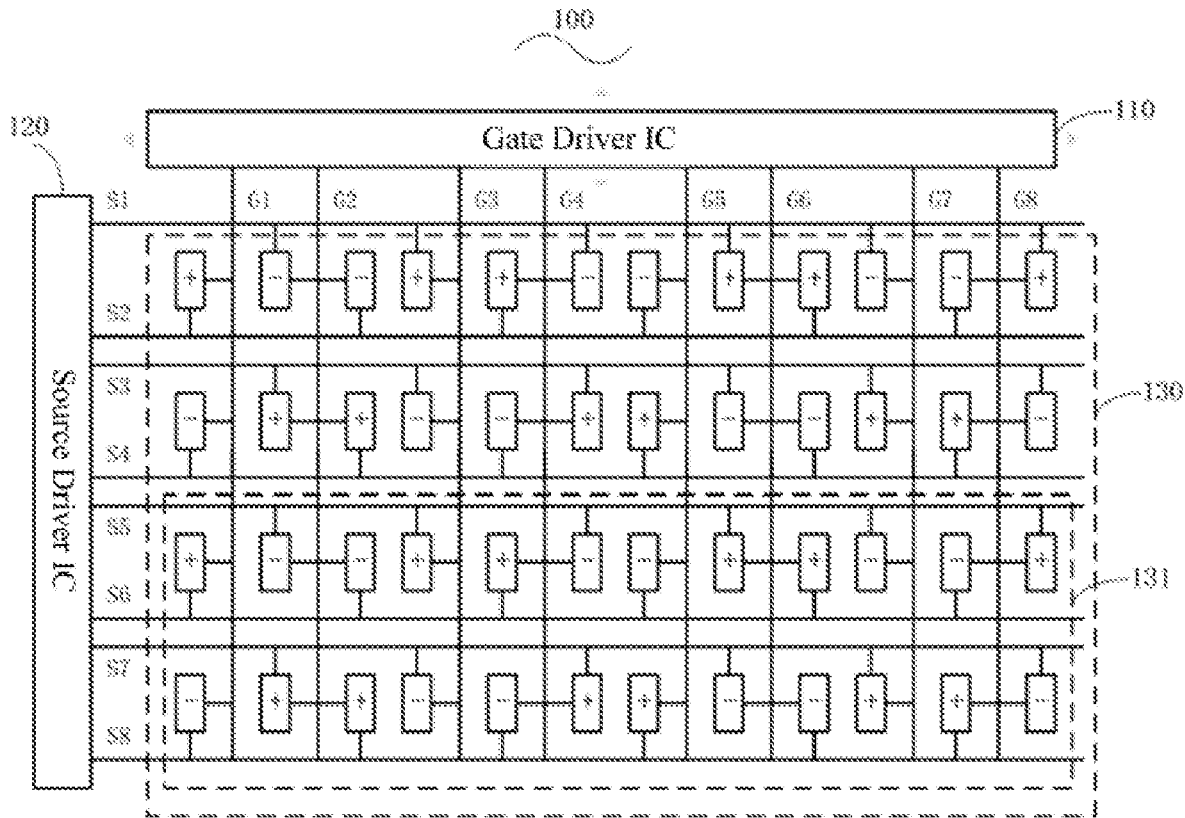 100
120
Gate Driver IC
110
S1 G1 G2 G3 G4 G5 G6 G7 G8
+ - - + + - - + + - - +
S2
Source Driver IC
S3
- + + - - + + - - + + -
130
S4
S5
+ - - + + - - + + - - +
131
S6
S7
- + + - - + + - - + + -
S8